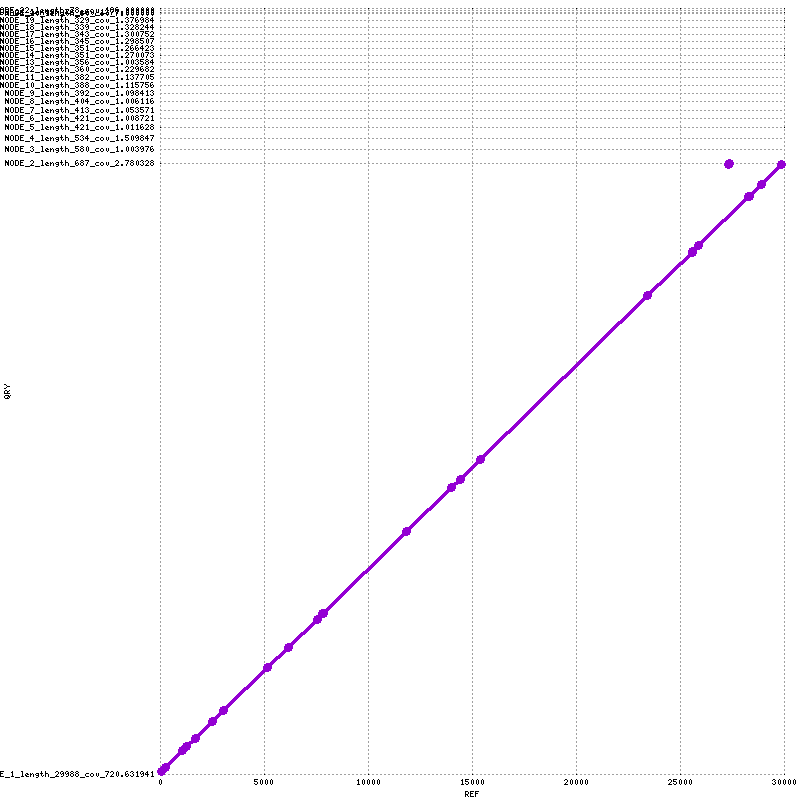 NODE_19_length_329_cov_1.376984
NODE_18_length_339_cov_1.328244
NODE_17_length_343_cov_1.300752
NODE_16_length_345_cov_1.298507
NODE_15_length_351_cov_1.266423
NODE_14_length_351_cov_1.270073
NODE_13_length_356_cov_1.003584
NODE_12_length_360_cov_1.229682
NODE_11_length_382_cov_1.137705
NODE_10_length_388_cov_1.115756
NODE_9_length_392_cov_1.098413
NODE_8_length_404_cov_1.006116
NODE_7_length_413_cov_1.053571
NODE_6_length_421_cov_1.008721
NODE_5_length_421_cov_1.011628
NODE_4_length_534_cov_1.509847
NODE_3_length_580_cov_1.003976
NODE_2_length_687_cov_2.780328
QRY
E_1_length_29988_cov_720.631941
0 5000 10000 15000 20000 25000 30000
REF